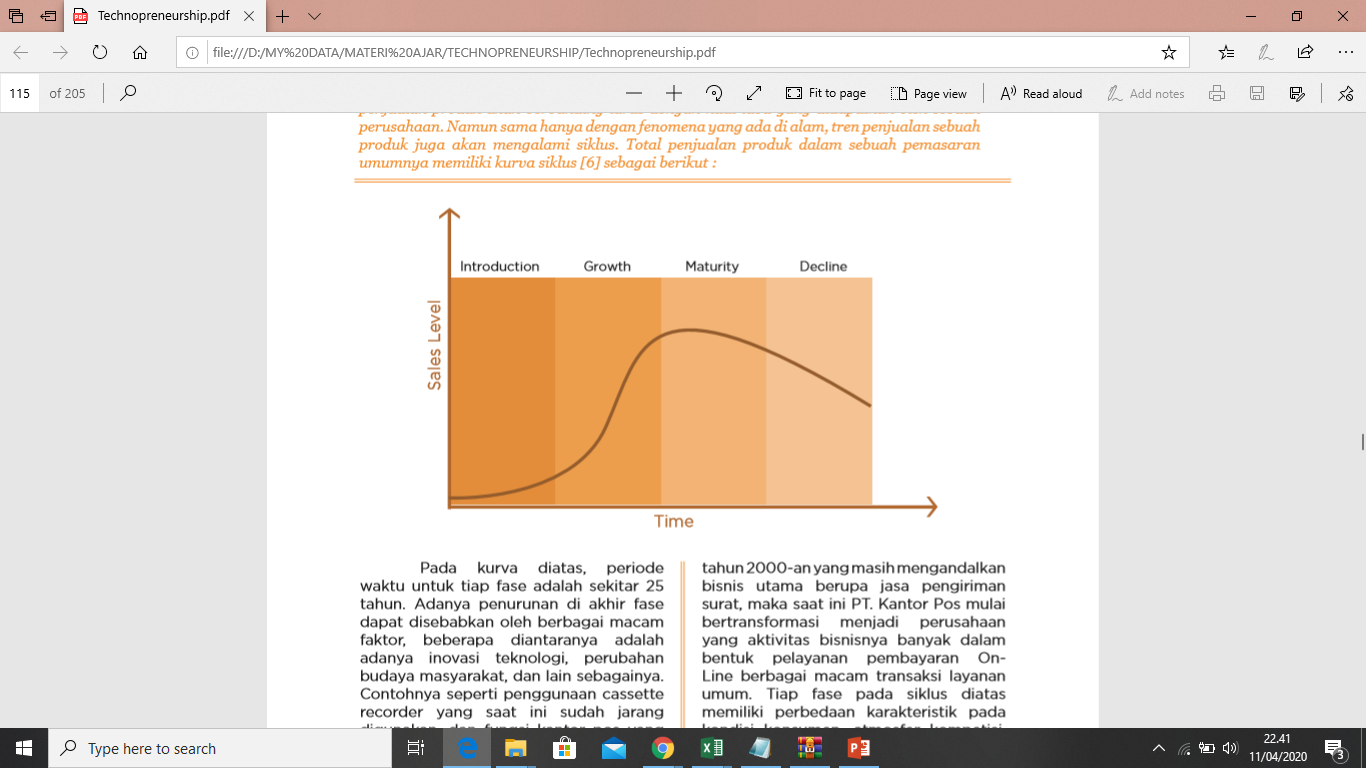 Technopreneurship.pdf
file:///D:/MY%20DATA/MATERI%20AJAR/TECHNOPRENEURSHIP/Technopreneurship.pdf
115 of 205
Fit to page
Page view
Read aloud
Add notes
perusahaan. Namun sama hanya dengan fenomena yang ada di alam, tren penjualan sebuah
produk juga akan mengalami siklus. Total penjualan produk dalam sebuah pemasaran
umumnya memiliki kurva siklus [6] sebagai berikut :
Introduction Growth Maturity Decline
Sales Level
Time
Pada kurva diatas, periode
waktu untuk tiap fase adalah sekitar 25
tahun. Adanya penurunan di akhir fase
dapat disebabkan oleh berbagai macam
faktor, beberapa diantaranya adalah
adanya inovasi teknologi, perubahan
budaya masyarakat, dan lain sebagainya.
Contohnya seperti penggunaan cassette
recorder yang saat ini sudah jarang
tahun 2000-an yang masih mengandalkan
bisnis utama berupa jasa pengiriman
surat, maka saat ini PT. Kantor Pos mulai
bertransformasi menjadi perusahaan
yang aktivitas bisnisnya banyak dalam
bentuk pelayanan pembayaran On-
Line berbagai macam transaksi layanan
umum. Tiap fase pada siklus diatas
memiliki perbedaan karakteristik pada
Type here to search
22.41
11/04/2020
3